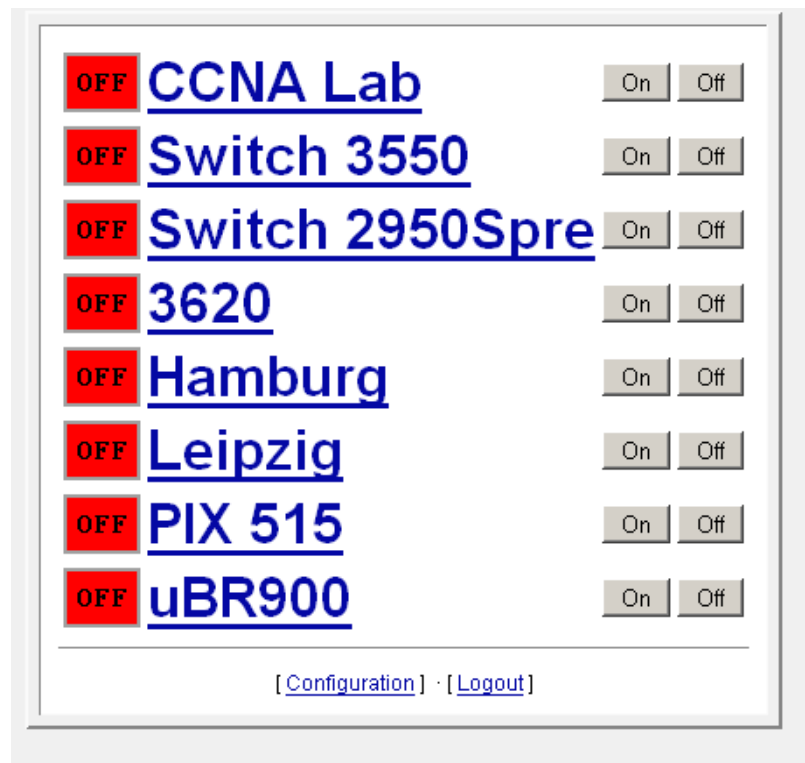 OFF CCNA Lab On Off
OFF Switch 3550 On Off
OFF Switch 2950Spre On Off
OFF 3620 On Off
OFF Hamburg On Off
OFF Leipzig On Off
OFF PIX 515 On Off
OFF uBR900 On Off
[ Configuration ] · [ Logout ]